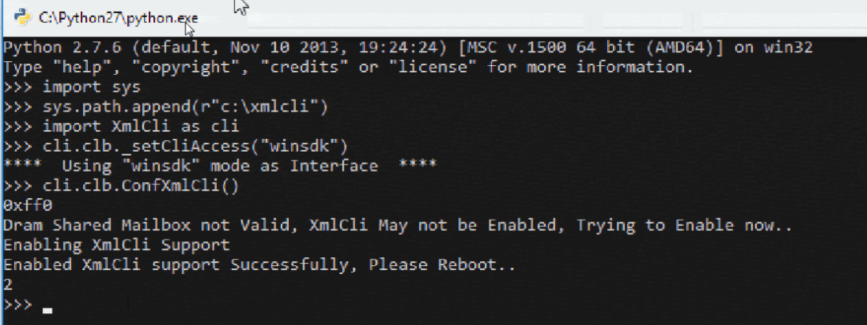 C:\Python27\python.exe
Python 2.7.6 (default, Nov 10 2013, 19:24:24) [MSC v.1500 64 bit (AMD64)] on win32
Type "help", "copyright", "credits" or "license" for more information.
>>> import sys
>>> sys.path.append(r"c:\xmlcli")
>>> import XmlCli as cli
>>> cli.clb._setCliAccess("winsdk")
****  Using "winsdk" mode as Interface  ****
>>> cli.clb.ConfXmlCli()
0xff0
Dram Shared Mailbox not Valid, XmlCli May not be Enabled, Trying to Enable now..
Enabling XmlCli Support
Enabled XmlCli support Successfully, Please Reboot..
2
>>> _